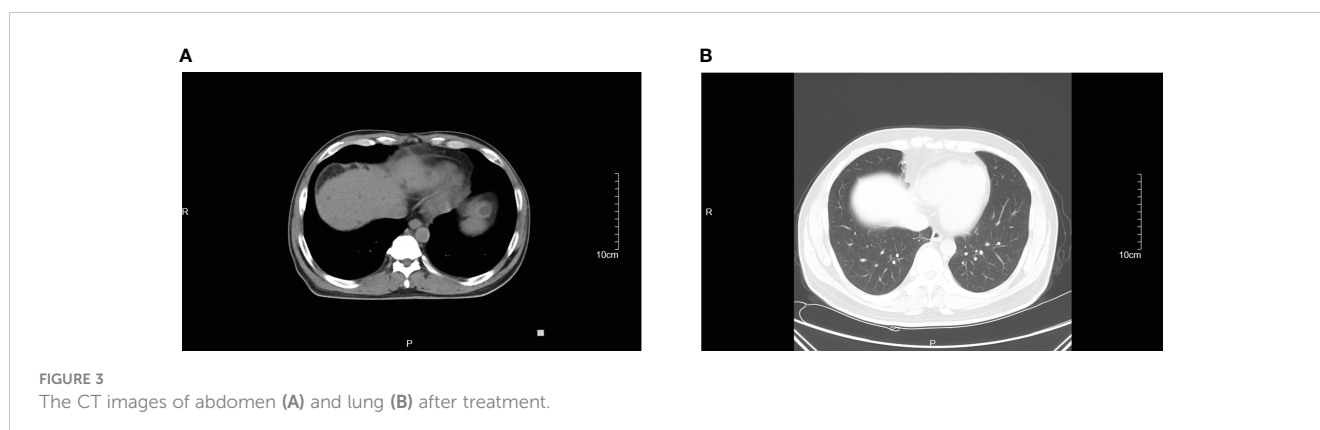 A
B
R
10cm
P
R
10cm
P
FIGURE 3
The CT images of abdomen (A) and lung (B) after treatment.